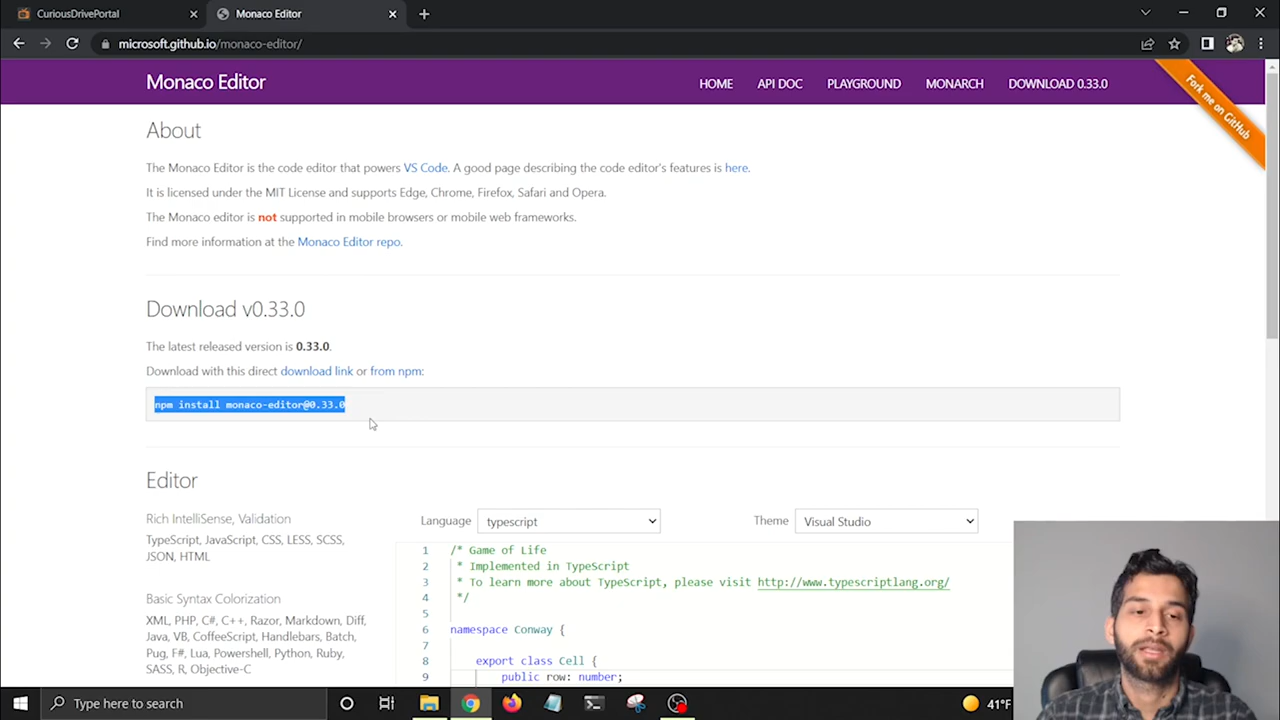 CuriousDrivePortal
Monaco Editor
microsoft.github.io/monaco-editor/
Monaco Editor
HOME
API DOC
PLAYGROUND
MONARCH
DOWNLOAD 0.33.0
Fork me on GitHub
About
The Monaco Editor is the code editor that powers VS Code. A good page describing the code editor's features is here.
It is licensed under the MIT License and supports Edge, Chrome, Firefox, Safari and Opera.
The Monaco editor is not supported in mobile browsers or mobile web frameworks.
Find more information at the Monaco Editor repo.
Download v0.33.0
The latest released version is 0.33.0.
Download with this direct download link or from npm:
npm install monaco-editor@0.33.0
Editor
Rich IntelliSense, Validation
TypeScript, JavaScript, CSS, LESS, SCSS,
JSON, HTML
Basic Syntax Colorization
XML, PHP, C#, C++, Razor, Markdown, Diff,
Java, VB, CoffeeScript, Handlebars, Batch,
Pug, F#, Lua, Powershell, Python, Ruby,
SASS, R, Objective-C
Language
typescript
Theme
Visual Studio
1 /* Game of Life
2 * Implemented in TypeScript
3 * To learn more about TypeScript, please visit http://www.typescriptlang.org/
4 */
5
6 namespace Conway {
7
8 export class Cell {
9 public row: number;
Type here to search
41°F